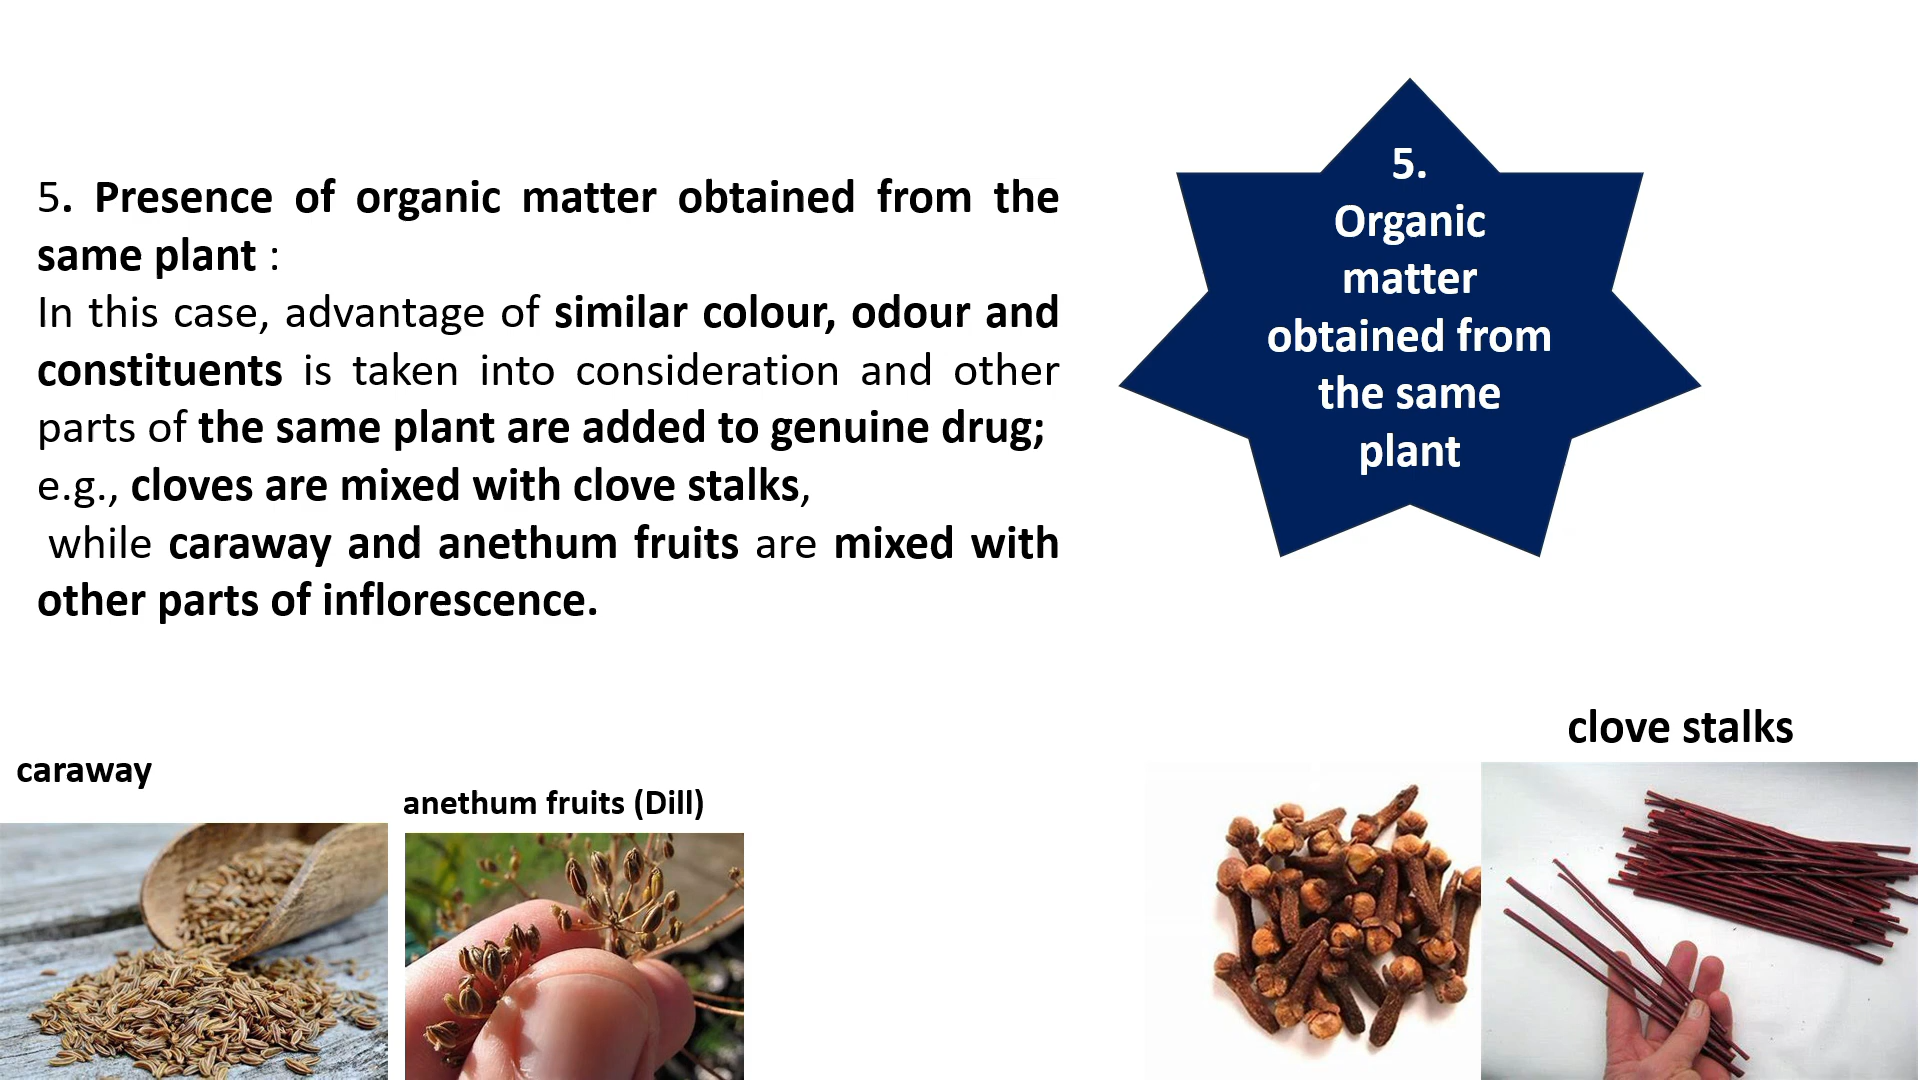 5. Presence of organic matter obtained from the
same plant :
In this case, advantage of similar colour, odour and
constituents is taken into consideration and other
parts of the same plant are added to genuine drug;
e.g., cloves are mixed with clove stalks,
while caraway and anethum fruits are mixed with
other parts of inflorescence.
5.
Organic
matter
obtained from
the same
plant
clove stalks
caraway
anethum fruits (Dill)